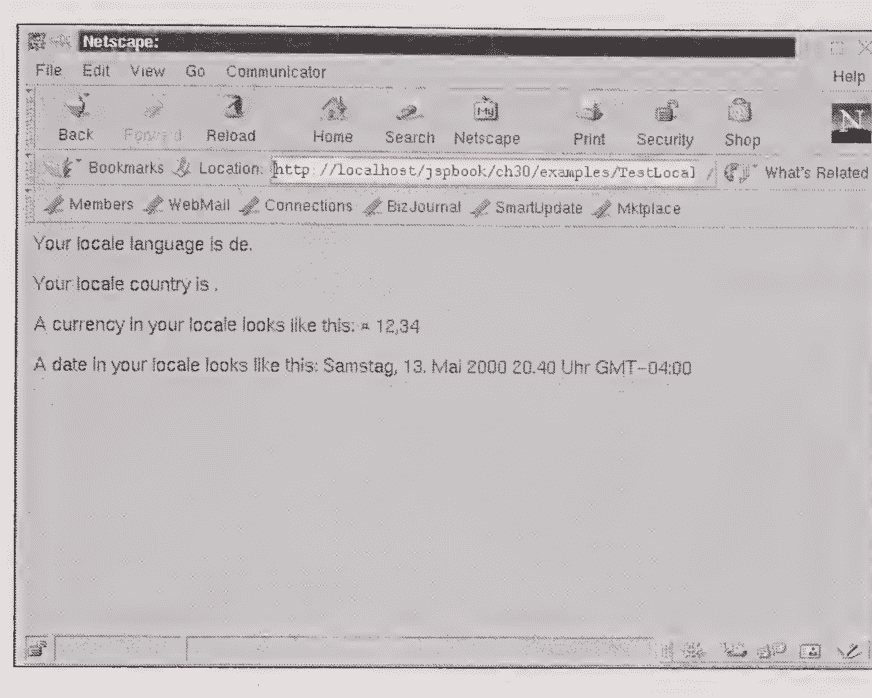 Netscape:
File Edit View Go Communicator Help
Back Forward Reload Home Search Netscape Print Security Shop
My
N
Bookmarks Location: http://localhost/jspbook/ch30/examples/TestLocal What's Related
Members WebMail Connections BizJournal SmartUpdate Mktplace
Your locale language is de.
Your locale country is .
A currency in your locale looks like this: ¤ 12,34
A date in your locale looks like this: Samstag, 13. Mai 2000 20.40 Uhr GMT-04:00